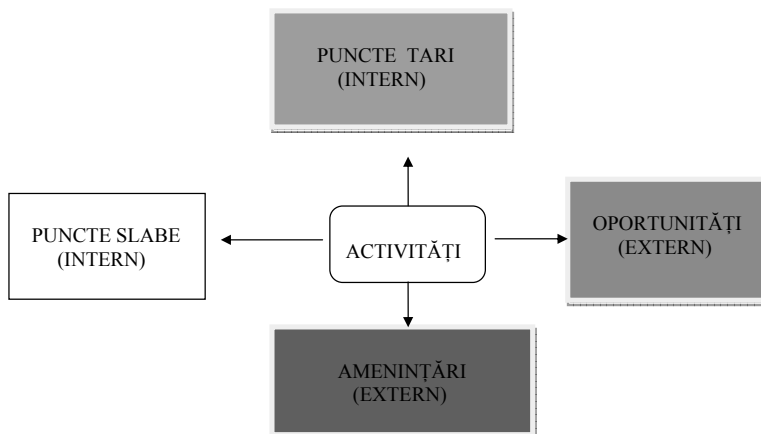 PUNCTE TARI
(INTERN)
PUNCTE SLABE
(INTERN)
ACTIVITĂȚI
OPORTUNITĂȚI
(EXTERN)
AMENINȚĂRI
(EXTERN)